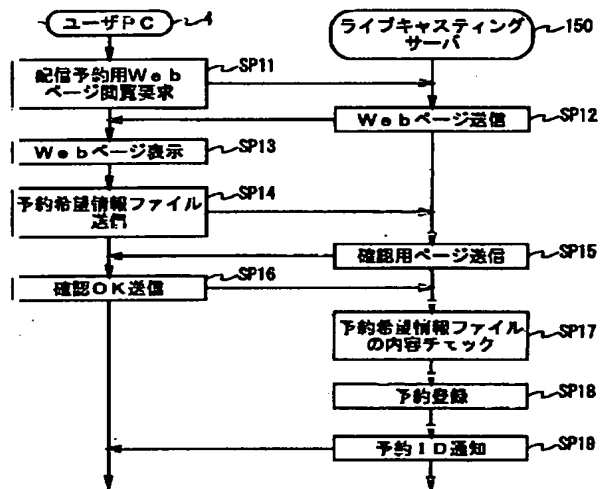 ユーザPC
4
ライブキャスティング
サーバ
150
配信予約用Web
ページ閲覧要求
SP11
Webページ送信
SP12
Webページ表示
SP13
予約希望情報ファイル
送信
SP14
確認用ページ送信
SP15
確認OK送信
SP16
予約希望情報ファイル
の内容チェック
SP17
予約登録
SP18
予約ID通知
SP19